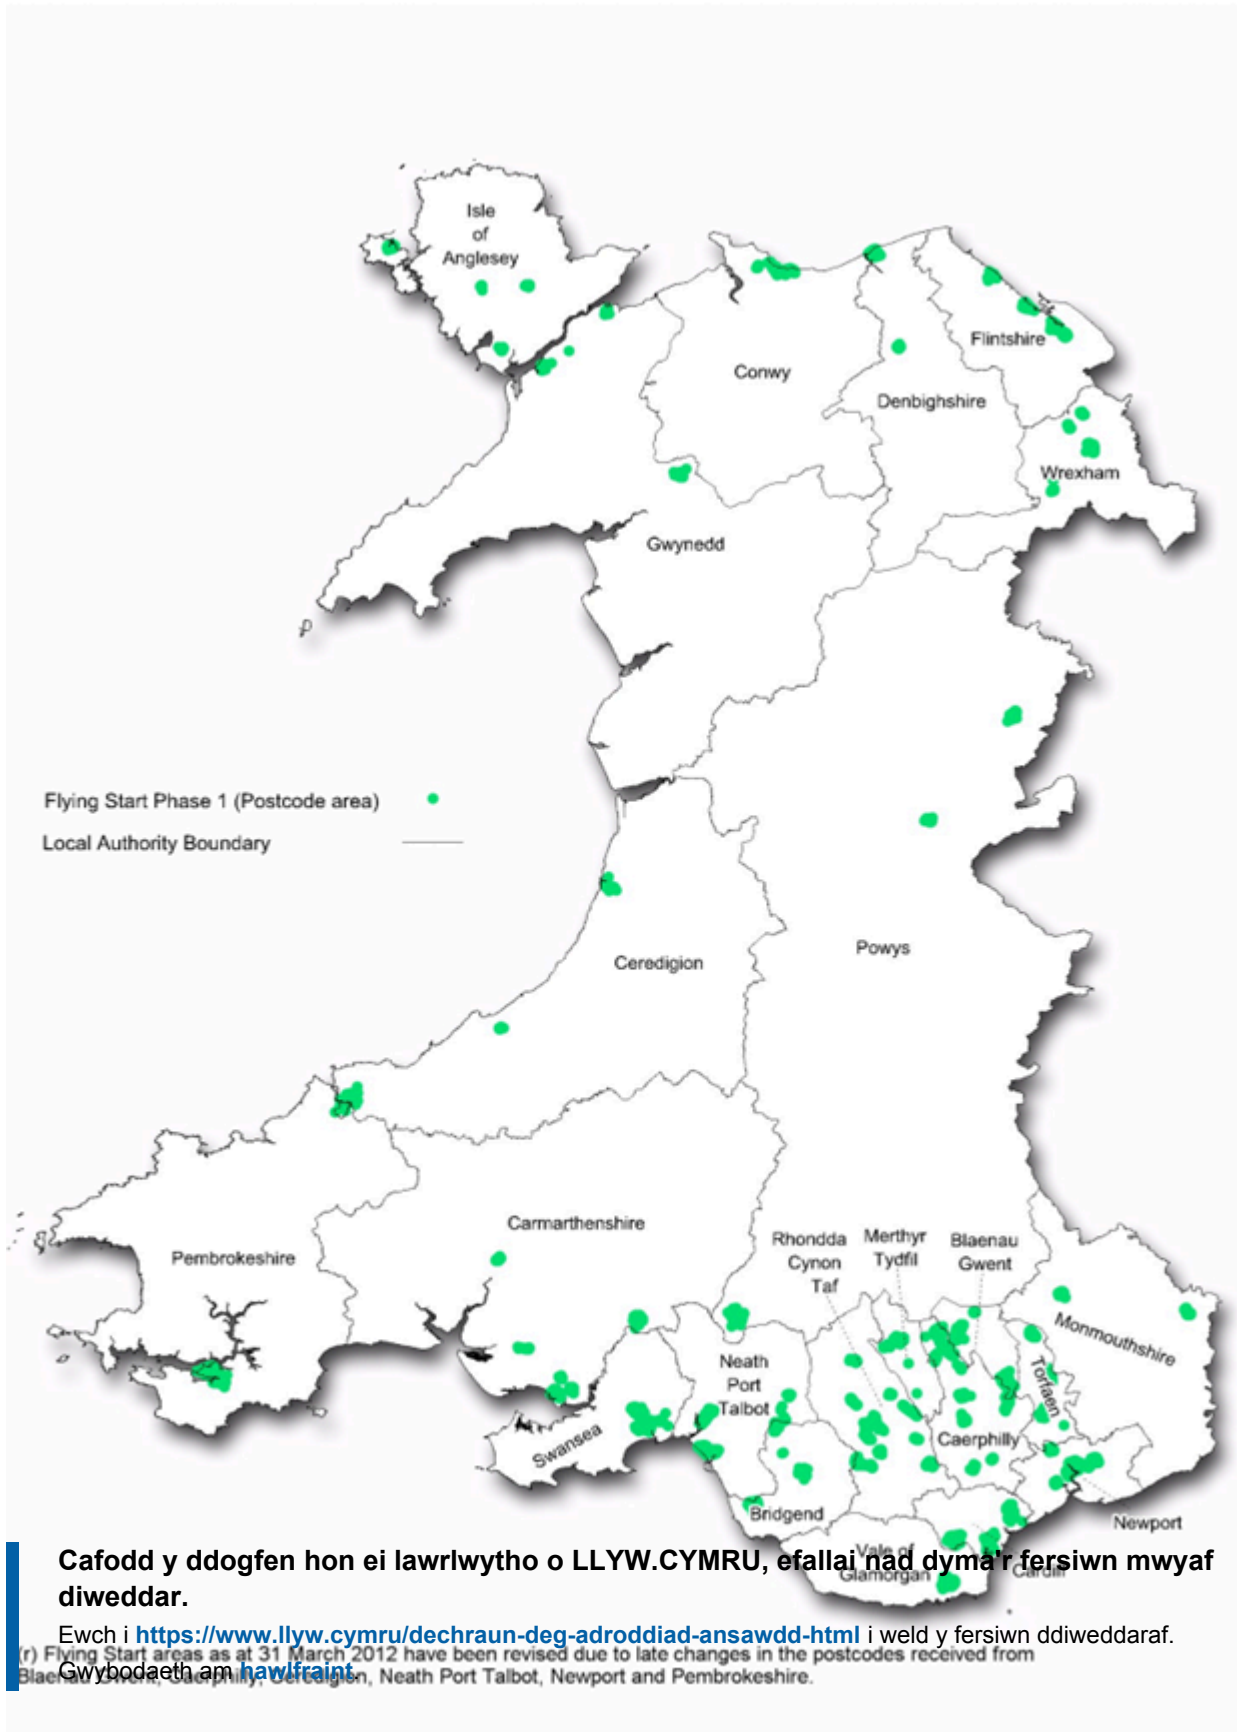 Isle
of
Anglesey
Flintshire
Conwy
Denbighshire
Wrexham
Gwynedd
Flying Start Phase 1 (Postcode area)
Local Authority Boundary
Powys
Ceredigion
Carmarthenshire
Pembrokeshire
Rhondda
Cynon
Taf
Merthyr
Tydfil
Blaenau
Gwent
Monmouthshire
Torfaen
Neath
Port
Talbot
Swansea
Caerphilly
Bridgend
Newport
Vale of
Glamorgan
Cardiff
Cafodd y ddogfen hon ei lawrlwytho o LLYW.CYMRU, efallai nad dyma'r fersiwn mwyaf
diweddar.
Ewch i https://www.llyw.cymru/dechraun-deg-adroddiad-ansawdd-html i weld y fersiwn ddiweddaraf.
Gwybodaeth am hawlfraint.
(r) Flying Start areas as at 31 March 2012 have been revised due to late changes in the postcodes received from
Blaenau Gwent, Caerphilly, Ceredigion, Neath Port Talbot, Newport and Pembrokeshire.